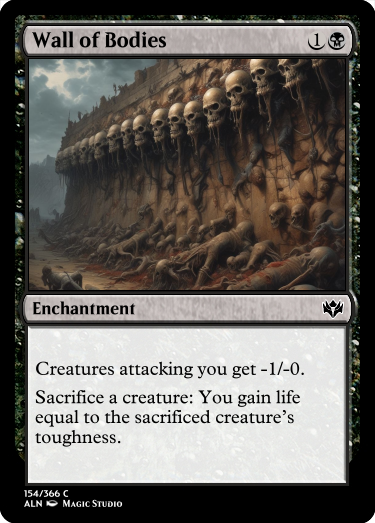 Wall of Bodies 1
Enchantment
Creatures attacking you get -1/-0.
Sacrifice a creature: You gain life
equal to the sacrificed creature's
toughness.
154/366 C
ALN Magic Studio